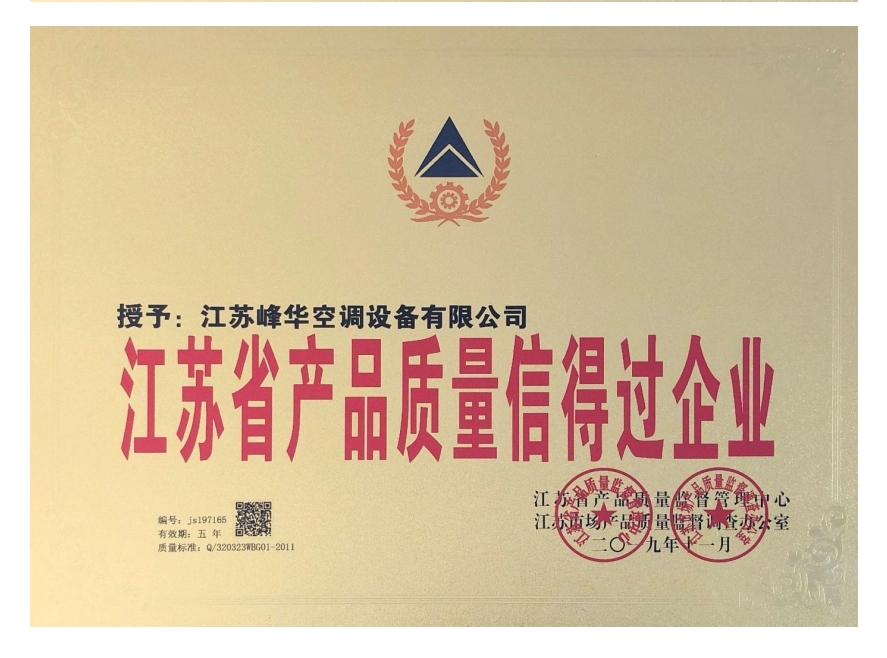 授予：江苏峰华空调设备有限公司
江苏省产品质量信得过企业
江苏省产品质量监督管理中心
江苏市场产品质量监督调查办公室
二〇一九年十一月
编号：js197165
有效期：五 年
质量标准：Q/320323WBG01-2011